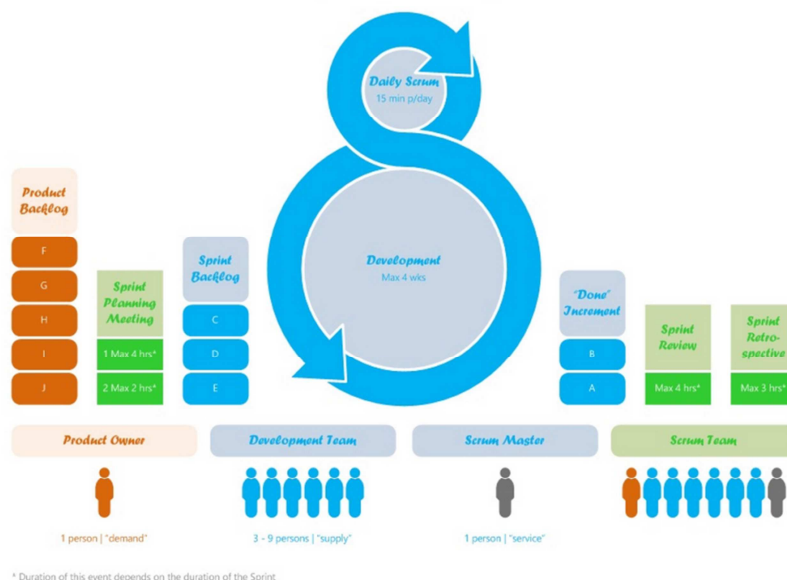 Daily Scrum
15 min p/day
Product
Backlog
F
G
H
I
J
Sprint
Planning
Meeting
1 Max 4 hrs*
2 Max 2 hrs*
Sprint
Backlog
C
D
E
Development
Max 4 wks
"Done"
Increment
B
A
Sprint
Review
Max 4 hrs*
Sprint
Retro-
spective
Max 3 hrs*
Product Owner
Development Team
Scrum Master
Scrum Team
1 person | "demand"
3 - 9 persons | "supply"
1 person | "service"
* Duration of this event depends on the duration of the Sprint